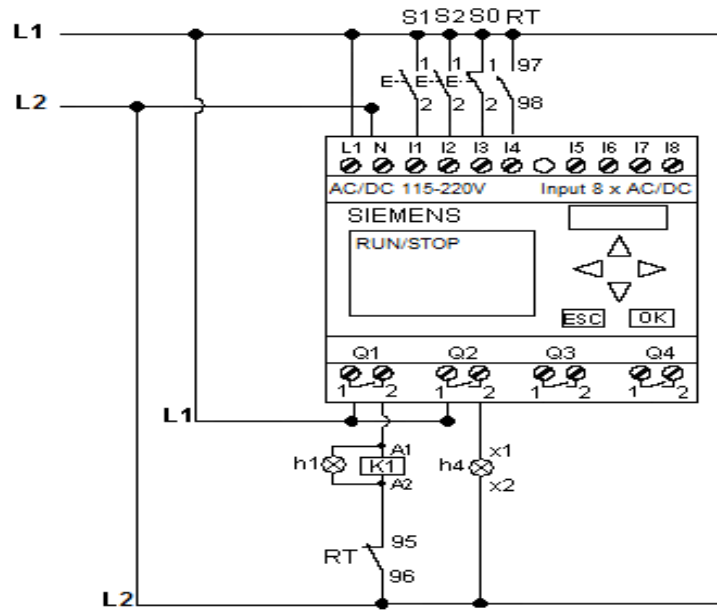 S1 S2 S0 RT
L1
1 1 1 97
E E E
2 2 2 98
L2
L1 N I1 I2 I3 I4 I5 I6 I7 I8
AC/DC 115-220V Input 8 x AC/DC
SIEMENS
RUN/STOP
ESC OK
Q1 Q2 Q3 Q4
1 2 1 2 1 2 1 2
L1
A1 x1
h1 K1 h4
A2 x2
95
RT
96
L2